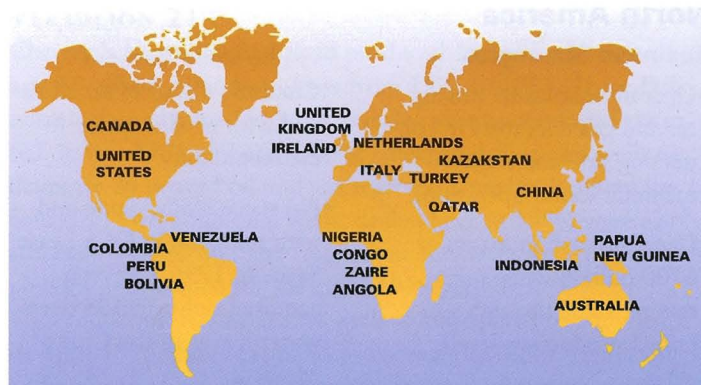 CANADA
UNITED
STATES
COLOMBIA
VENEZUELA
PERU
BOLIVIA
UNITED
KINGDOM
IRELAND
NETHERLANDS
ITALY
KAZAKSTAN
TURKEY
CHINA
QATAR
NIGERIA
CONGO
ZAIRE
ANGOLA
INDONESIA
PAPUA
NEW GUINEA
AUSTRALIA